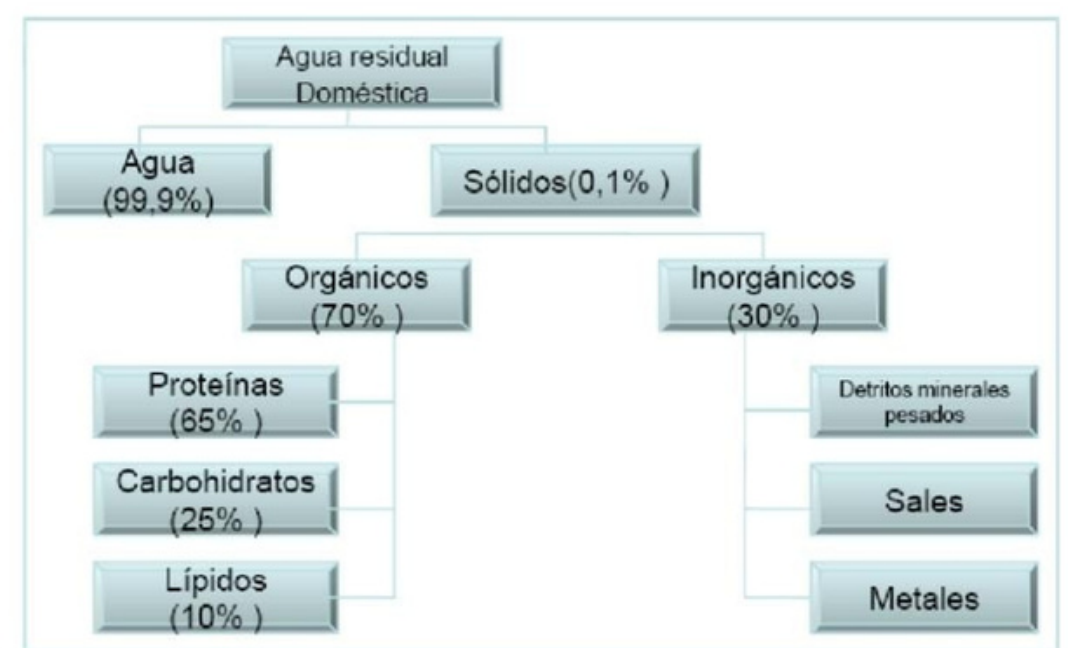 Agua residual
Doméstica
Agua
(99,9%)
Sólidos(0,1% )
Orgánicos
(70% )
Inorgánicos
(30% )
Proteínas
(65% )
Carbohidratos
(25% )
Lípidos
(10% )
Detritos minerales
pesados
Sales
Metales